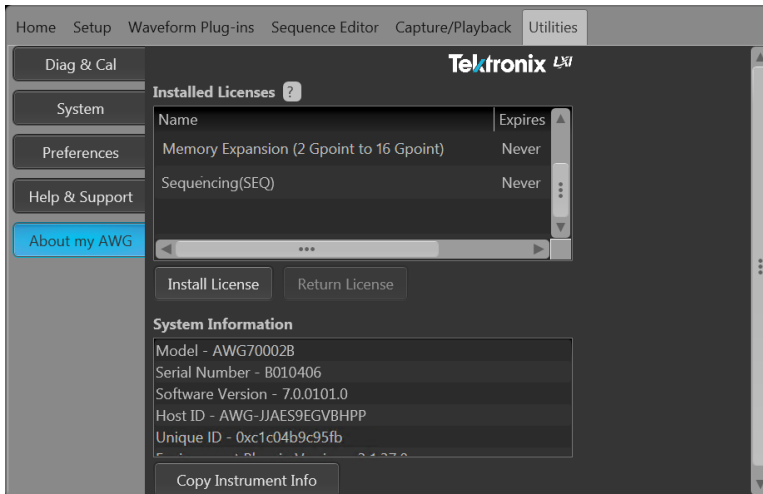 Home Setup Waveform Plug-ins Sequence Editor Capture/Playback Utilities
Diag & Cal
System
Preferences
Help & Support
About my AWG
Tektronix LXI
Installed Licenses ?
Name Expires
Memory Expansion (2 Gpoint to 16 Gpoint) Never
Sequencing(SEQ) Never
Install License Return License
System Information
Model - AWG70002B
Serial Number - B010406
Software Version - 7.0.0101.0
Host ID - AWG-JJAES9EGVBHPP
Unique ID - 0xc1c04b9c95fb
Copy Instrument Info